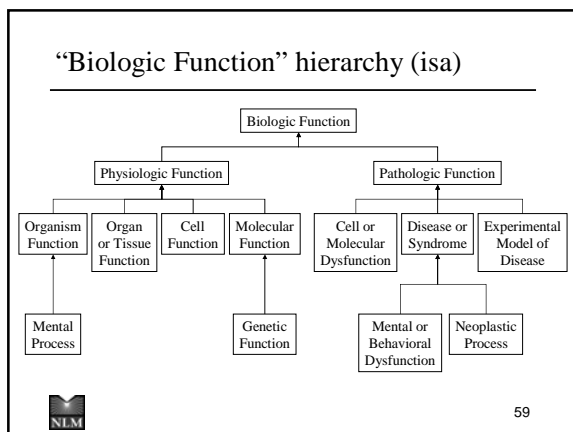 “Biologic Function” hierarchy (isa)
Biologic Function
Physiologic Function
Pathologic Function
Organism
Function
Organ
or Tissue
Function
Cell
Function
Molecular
Function
Cell or
Molecular
Dysfunction
Disease or
Syndrome
Experimental
Model of
Disease
Mental
Process
Genetic
Function
Mental or
Behavioral
Dysfunction
Neoplastic
Process
NLM
59